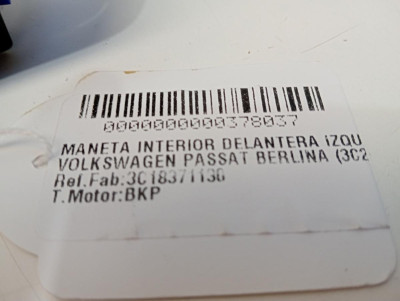 0000000000378037
MANETA INTERIOR DELANTERA IZQU
VOLKSWAGEN PASSAT BERLINA (3C2
Ref.Fab:3C1837113G
T.Motor:BKP